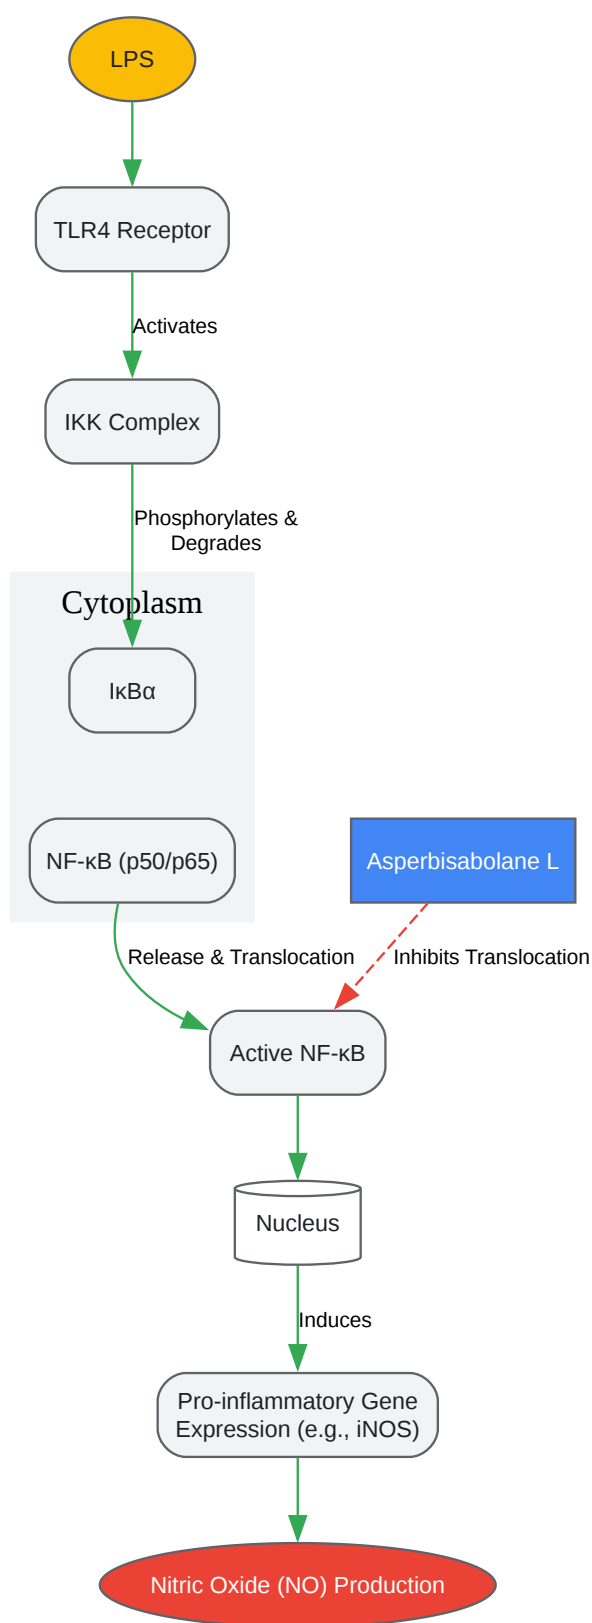 LPS
TLR4 Receptor
Activates
IKK Complex
Phosphorylates &
Degrades
Cytoplasm
IκBα
NF-κB (p50/p65)
Asperbisabolane L
Release & Translocation
Inhibits Translocation
Active NF-κB
Nucleus
Induces
Pro-inflammatory Gene
Expression (e.g., iNOS)
Nitric Oxide (NO) Production